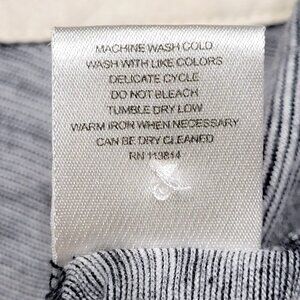 MACHINE WASH COLD
WASH WITH LIKE COLORS
DELICATE CYCLE
DO NOT BLEACH
TUMBLE DRY LOW
WARM IRON WHEN NECESSARY
CAN BE DRY CLEANED
RN 113814